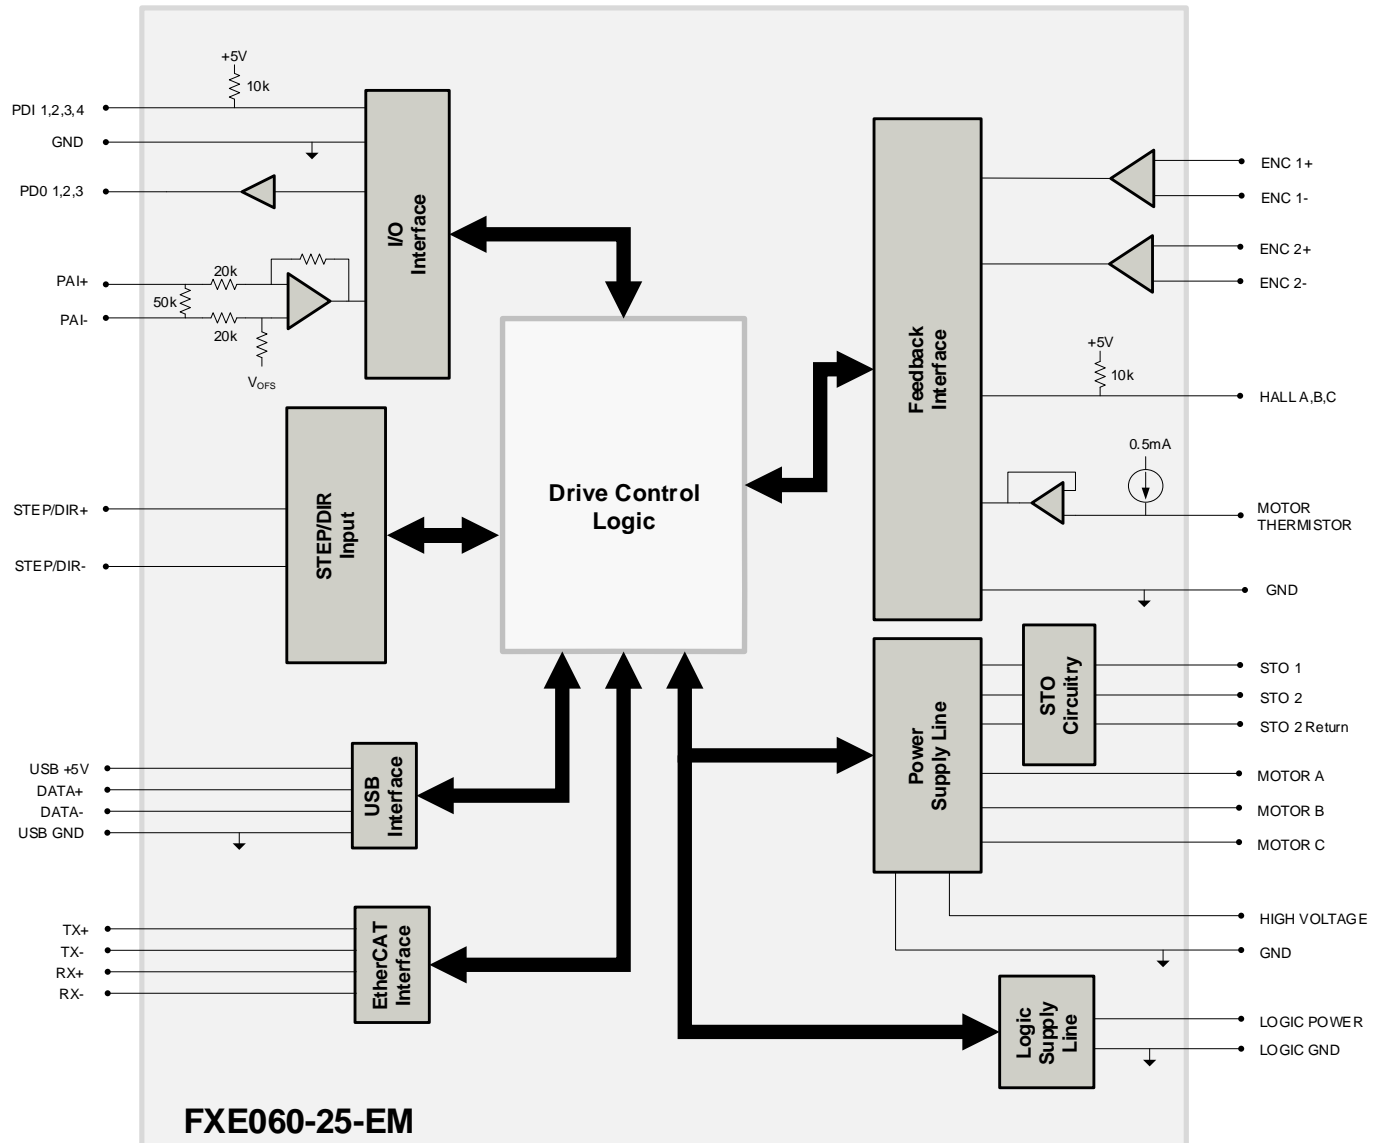 +5V
10k
PDI 1,2,3,4
GND
PD0 1,2,3
PAI+
20k
50k
PAI-
20k
VOFS
I/O
Interface
STEP/DIR+
STEP/DIR-
STEP/DIR
Input
Drive Control
Logic
Feedback
Interface
ENC 1+
ENC 1-
ENC 2+
ENC 2-
+5V
10k
HALL A,B,C
0.5mA
MOTOR
THERMISTOR
GND
STO
Circuitry
STO 1
STO 2
STO 2 Return
Power
Supply Line
MOTOR A
MOTOR B
MOTOR C
HIGH VOLTAGE
GND
USB +5V
DATA+
DATA-
USB GND
USB
Interface
TX+
TX-
RX+
RX-
EtherCAT
Interface
Logic
Supply
Line
LOGIC POWER
LOGIC GND
FXE060-25-EM